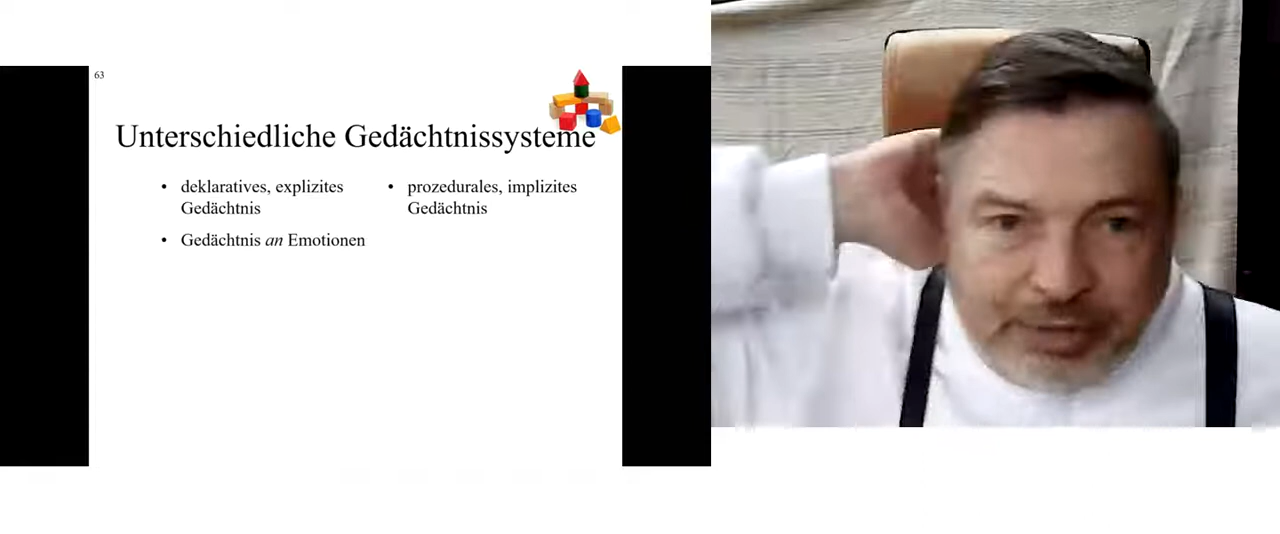 63
Unterschiedliche Gedächtnissysteme
• deklaratives, explizites
Gedächtnis
• Gedächtnis an Emotionen
• prozedurales, implizites
Gedächtnis